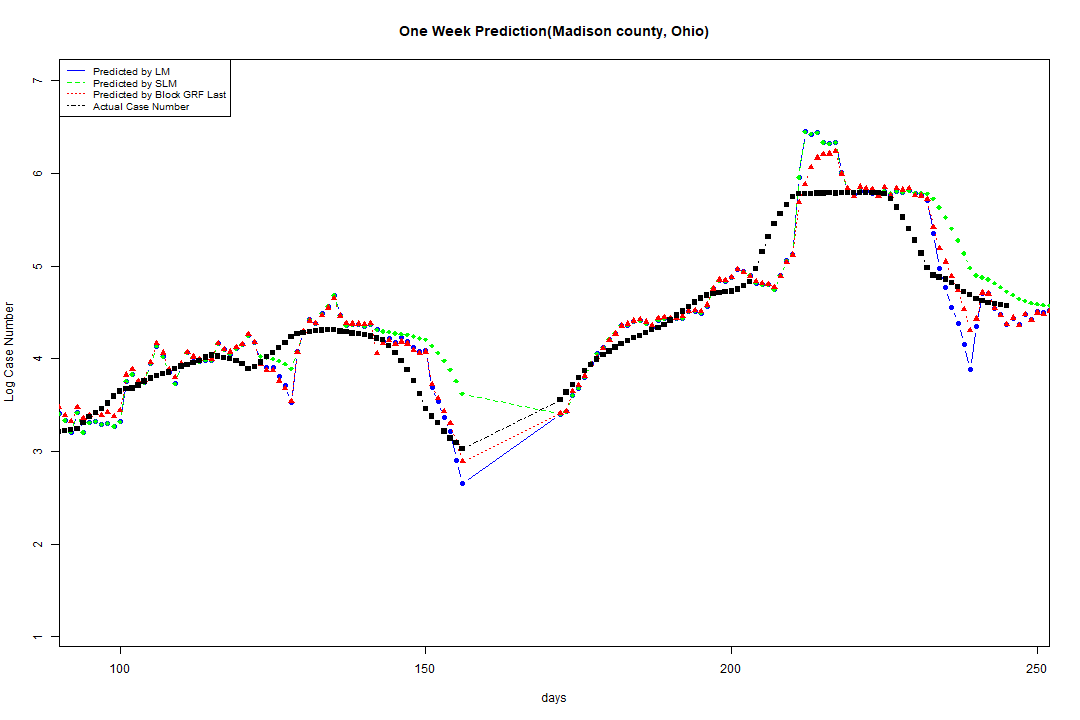 One Week Prediction(Madison county, Ohio)
Predicted by LM
Predicted by SLM
Predicted by Block GRF Last
Actual Case Number
Log Case Number
7
6
5
4
3
2
1
100 150 200 250
days